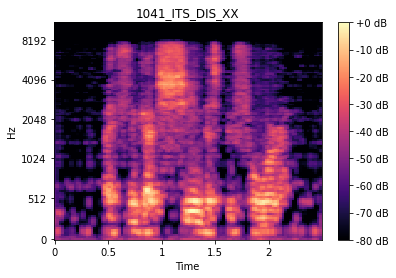 1041_ITS_DIS_XX
+0 dB
8192
-10 dB
4096
-20 dB
-30 dB
2048
Hz
-40 dB
1024
-50 dB
512
-60 dB
-70 dB
0
-80 dB
0 0.5 1 1.5 2
Time